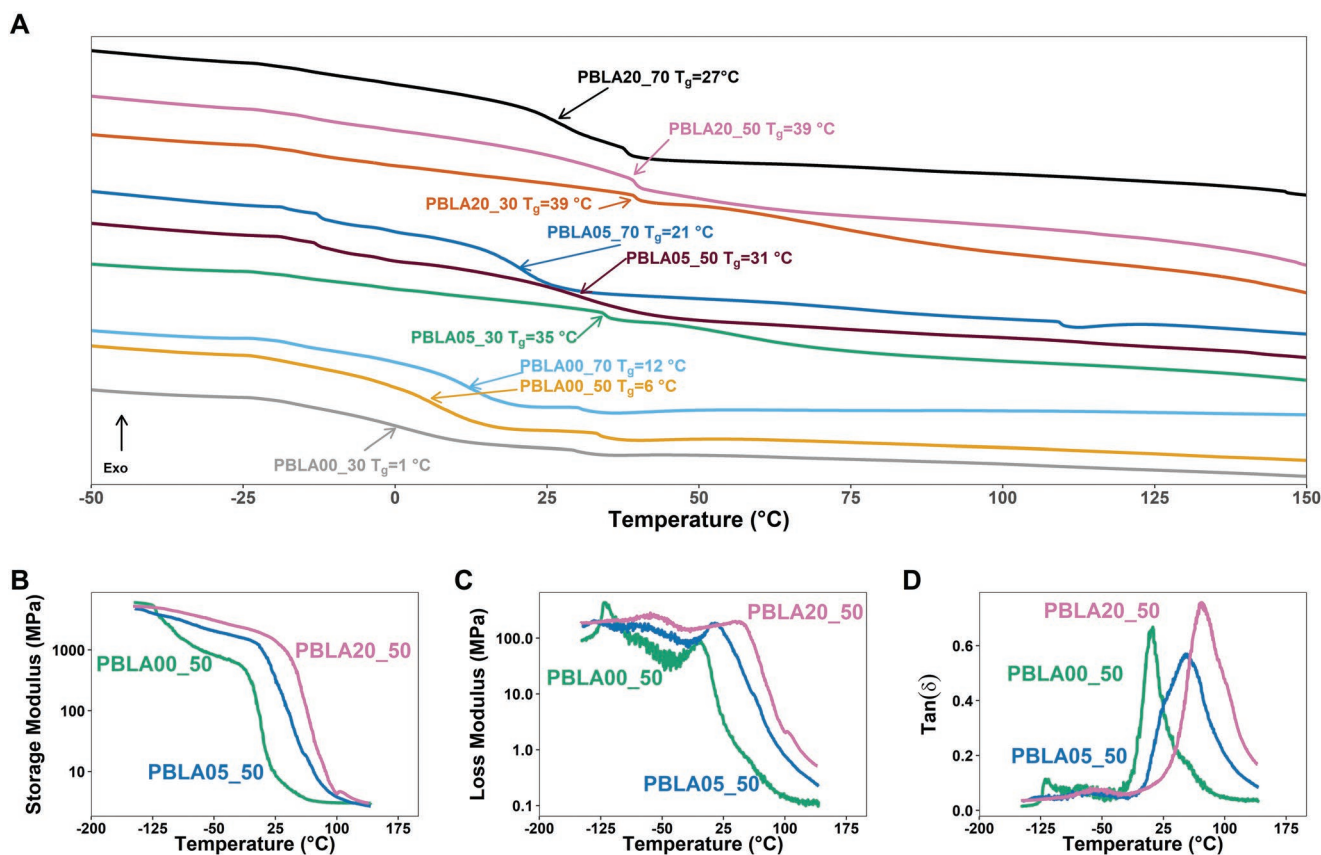 A
PBLA20_70 Tg=27°C
PBLA20_50 Tg=39 °C
PBLA20_30 Tg=39 °C
PBLA05_70 Tg=21 °C
PBLA05_50 Tg=31 °C
PBLA05_30 Tg=35 °C
PBLA00_70 Tg=12 °C
PBLA00_50 Tg=6 °C
PBLA00_30 Tg=1 °C
Exo
-50 -25 0 25 50 75 100 125 150
Temperature (°C)
B
Storage Modulus (MPa)
1000
100
10
PBLA00_50
PBLA20_50
PBLA05_50
-200 -125 -50 25 100 175
Temperature (°C)
C
Loss Modulus (MPa)
100.0
10.0
1.0
0.1
PBLA20_50
PBLA00_50
PBLA05_50
-200 -125 -50 25 100 175
Temperature (°C)
D
Tan(δ)
0.6
0.4
0.2
0.0
PBLA20_50
PBLA00_50
PBLA05_50
-200 -125 -50 25 100 175
Temperature (°C)